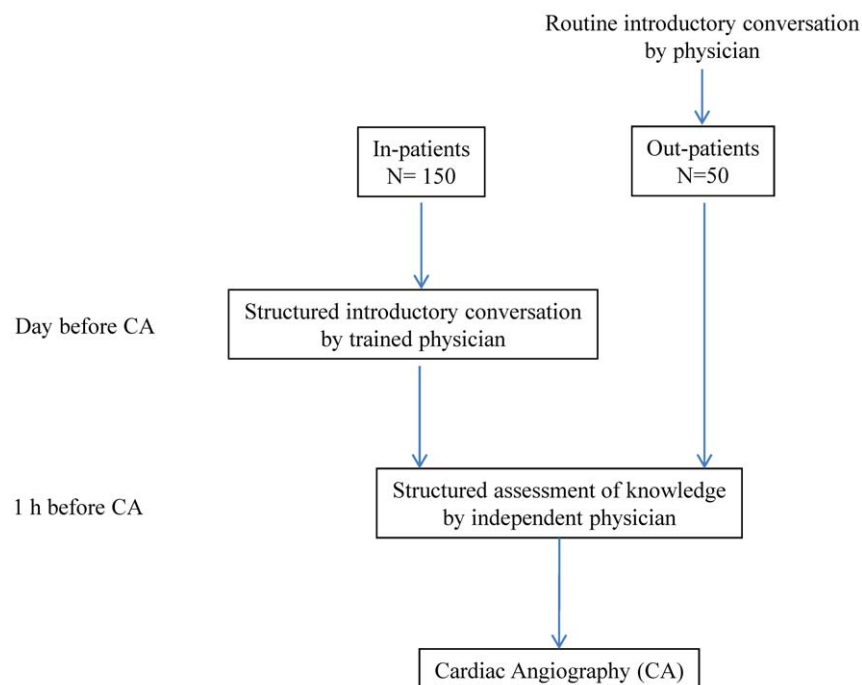 Routine introductory conversation
by physician
In-patients
N= 150
Out-patients
N=50
Day before CA
Structured introductory conversation
by trained physician
1 h before CA
Structured assessment of knowledge
by independent physician
Cardiac Angiography (CA)